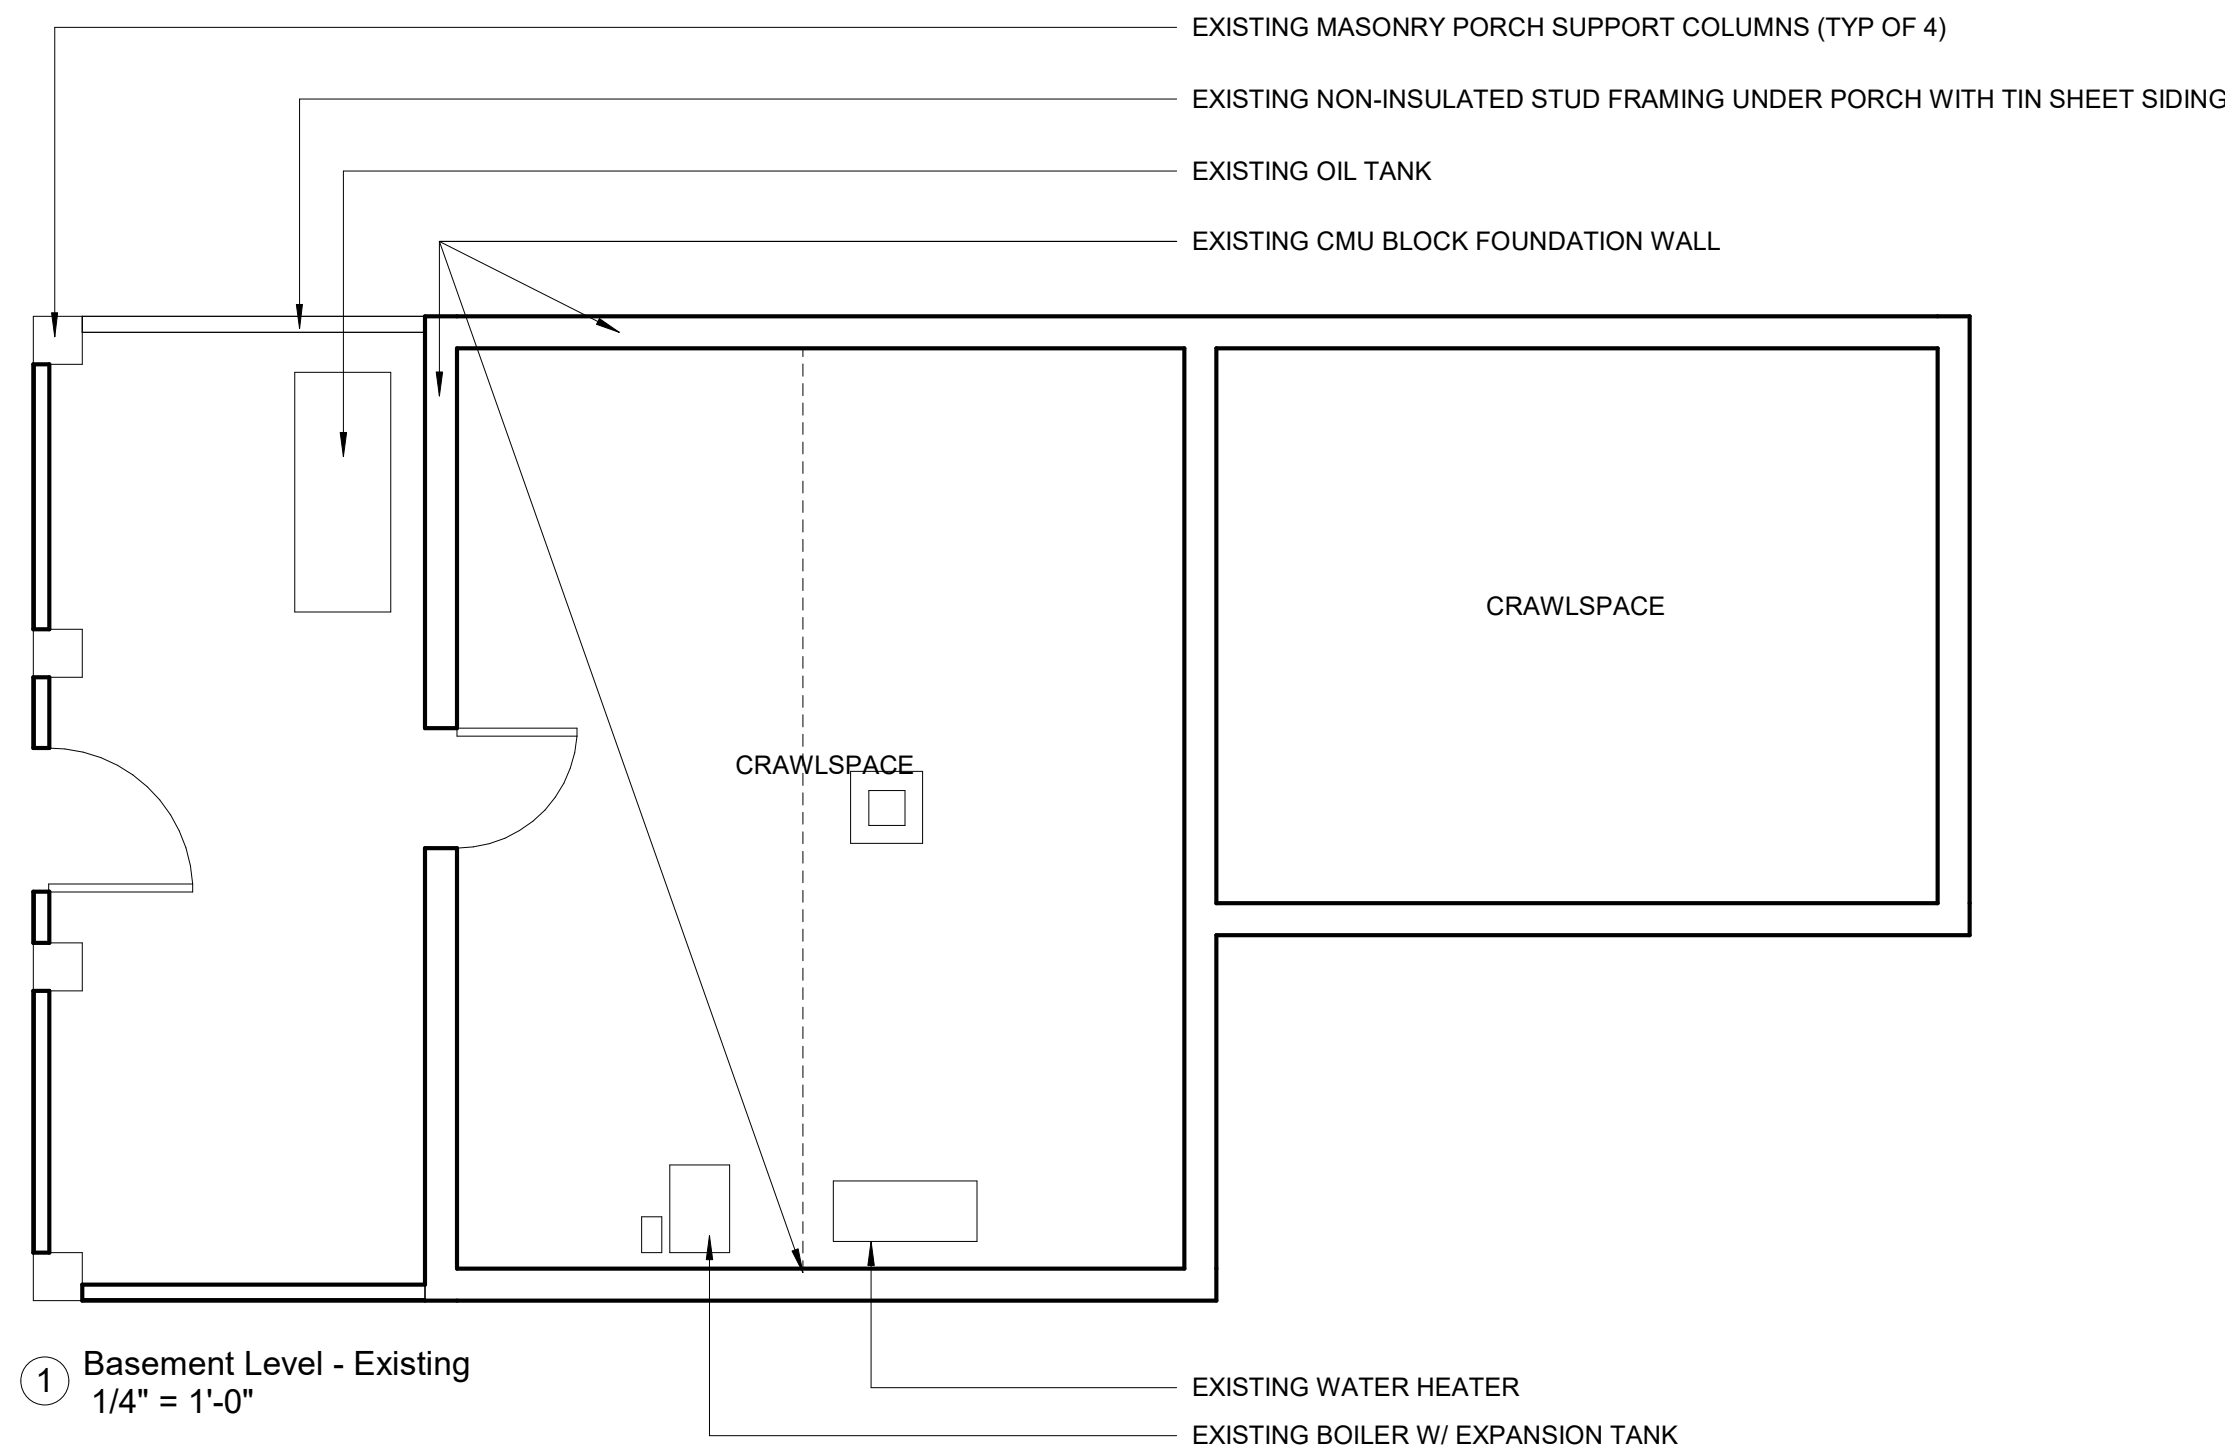 EXISTING MASONRY PORCH SUPPORT COLUMNS (TYP OF 4)
EXISTING NON-INSULATED STUD FRAMING UNDER PORCH WITH TIN SHEET SIDING
EXISTING OIL TANK
EXISTING CMU BLOCK FOUNDATION WALL
CRAWLSPACE
CRAWLSPACE
1 Basement Level - Existing
1/4" = 1'-0"
EXISTING WATER HEATER
EXISTING BOILER W/ EXPANSION TANK